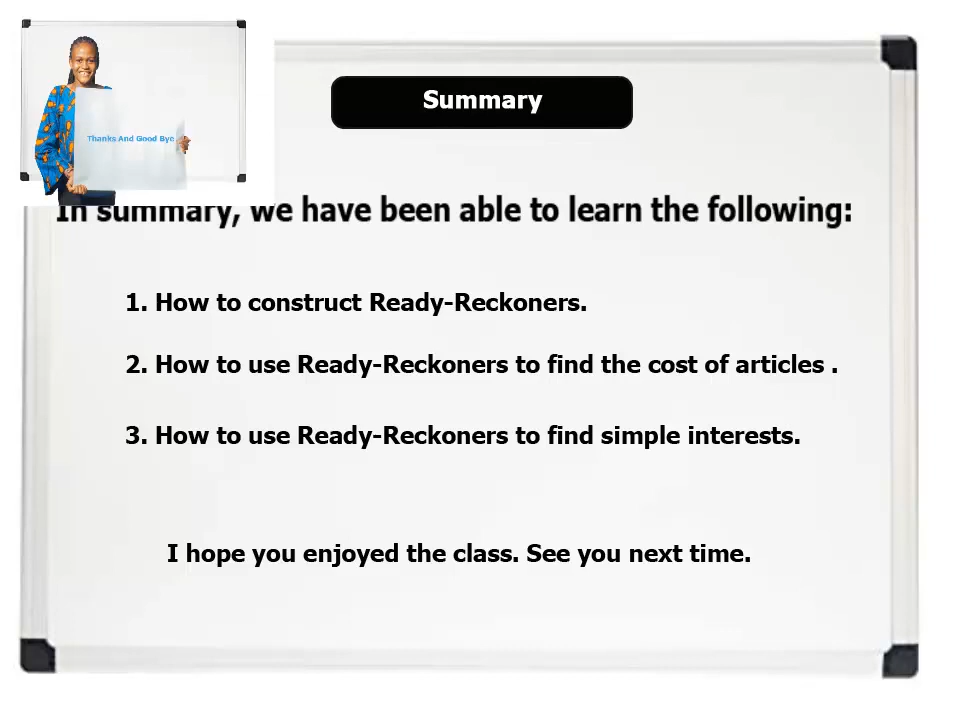 Summary
Thanks And Good Bye
In summary, we have been able to learn the following:
1. How to construct Ready-Reckoners.
2. How to use Ready-Reckoners to find the cost of articles .
3. How to use Ready-Reckoners to find simple interests.
I hope you enjoyed the class. See you next time.